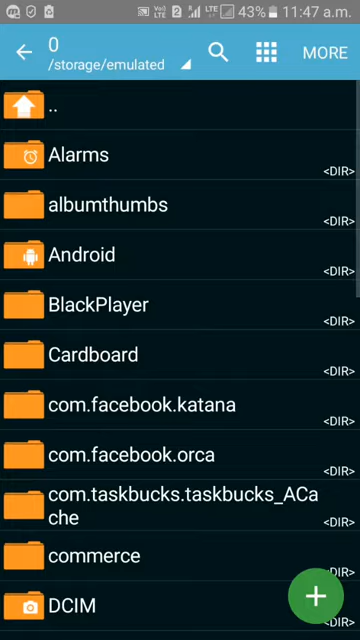 43% 11:47 a.m.
0
/storage/emulated
MORE
..
Alarms
<DIR>
albumthumbs
<DIR>
Android
<DIR>
BlackPlayer
<DIR>
Cardboard
<DIR>
com.facebook.katana
<DIR>
com.facebook.orca
<DIR>
com.taskbucks.taskbucks_ACa
che
<DIR>
commerce
DIR>
DCIM
DIR>